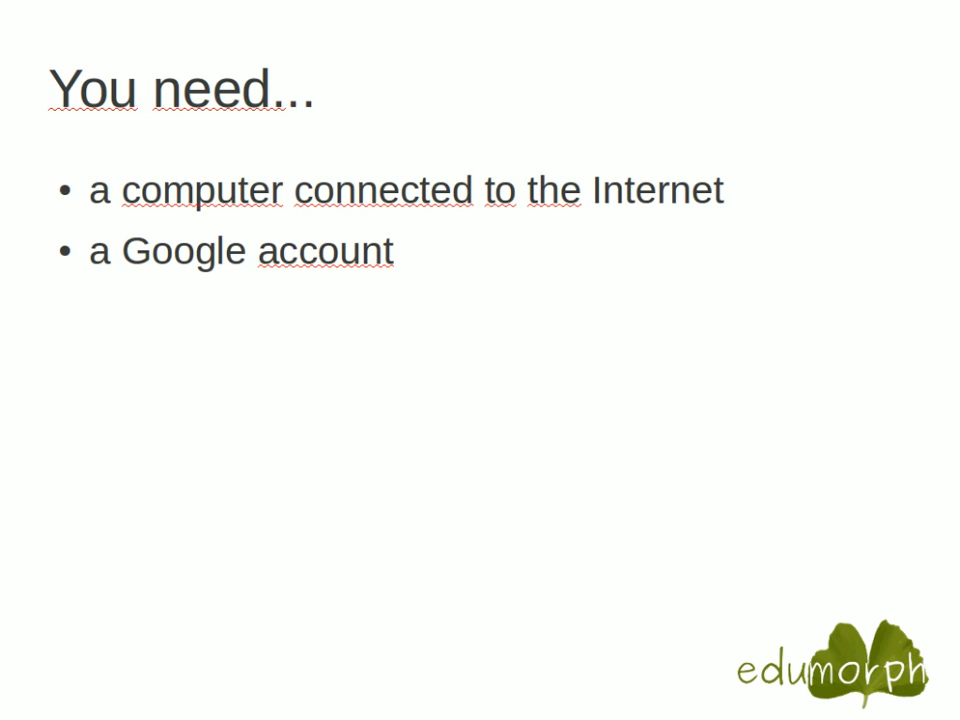 You need...
• a computer connected to the Internet
• a Google account
edumorph